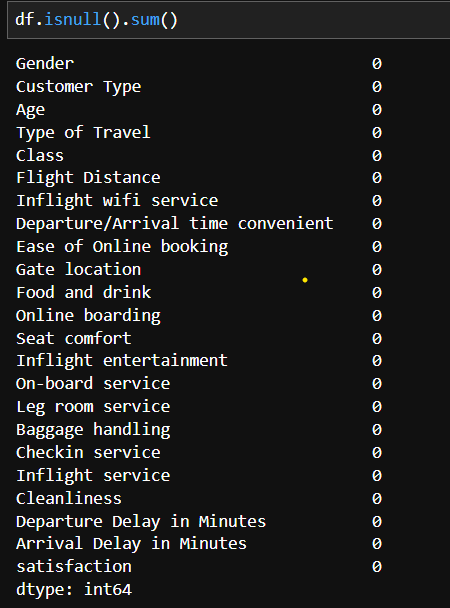 df.isnull().sum()
Gender 0
Customer Type 0
Age 0
Type of Travel 0
Class 0
Flight Distance 0
Inflight wifi service 0
Departure/Arrival time convenient 0
Ease of Online booking 0
Gate location 0
Food and drink 0
Online boarding 0
Seat comfort 0
Inflight entertainment 0
On-board service 0
Leg room service 0
Baggage handling 0
Checkin service 0
Inflight service 0
Cleanliness 0
Departure Delay in Minutes 0
Arrival Delay in Minutes 0
satisfaction 0
dtype: int64